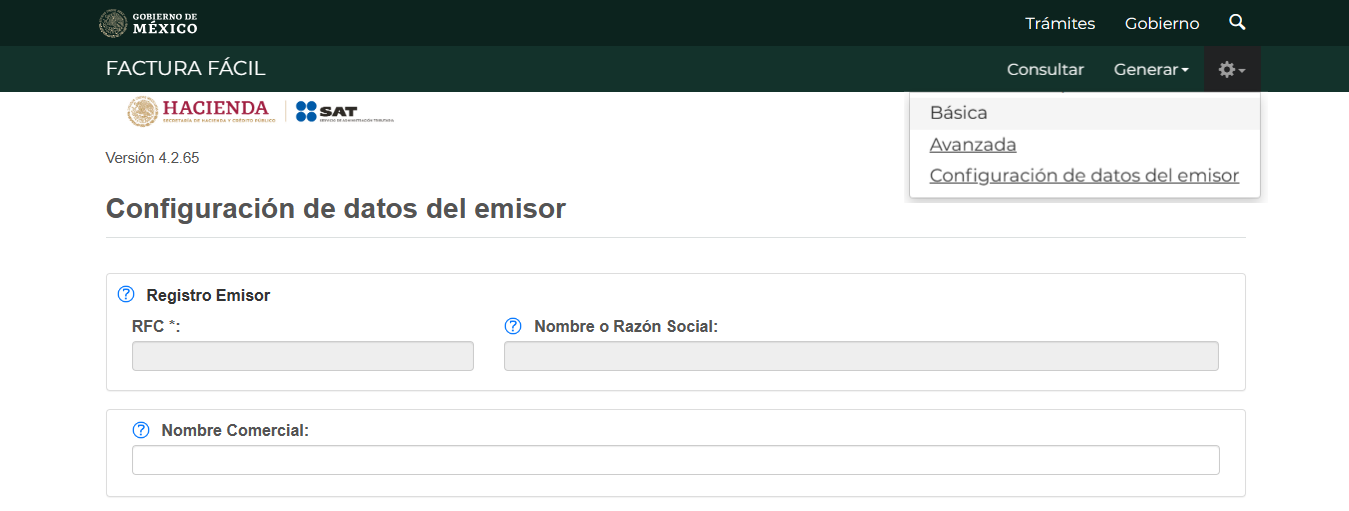 GOBIERNO DE
MÉXICO
Trámites Gobierno
FACTURA FÁCIL
Consultar Generar
HACIENDA
SECRETARÍA DE HACIENDA Y CRÉDITO PÚBLICO
SAT
SERVICIO DE ADMINISTRACIÓN TRIBUTARIA
Básica
Avanzada
Configuración de datos del emisor
Versión 4.2.65
Configuración de datos del emisor
Registro Emisor
RFC *: Nombre o Razón Social:
Nombre Comercial: